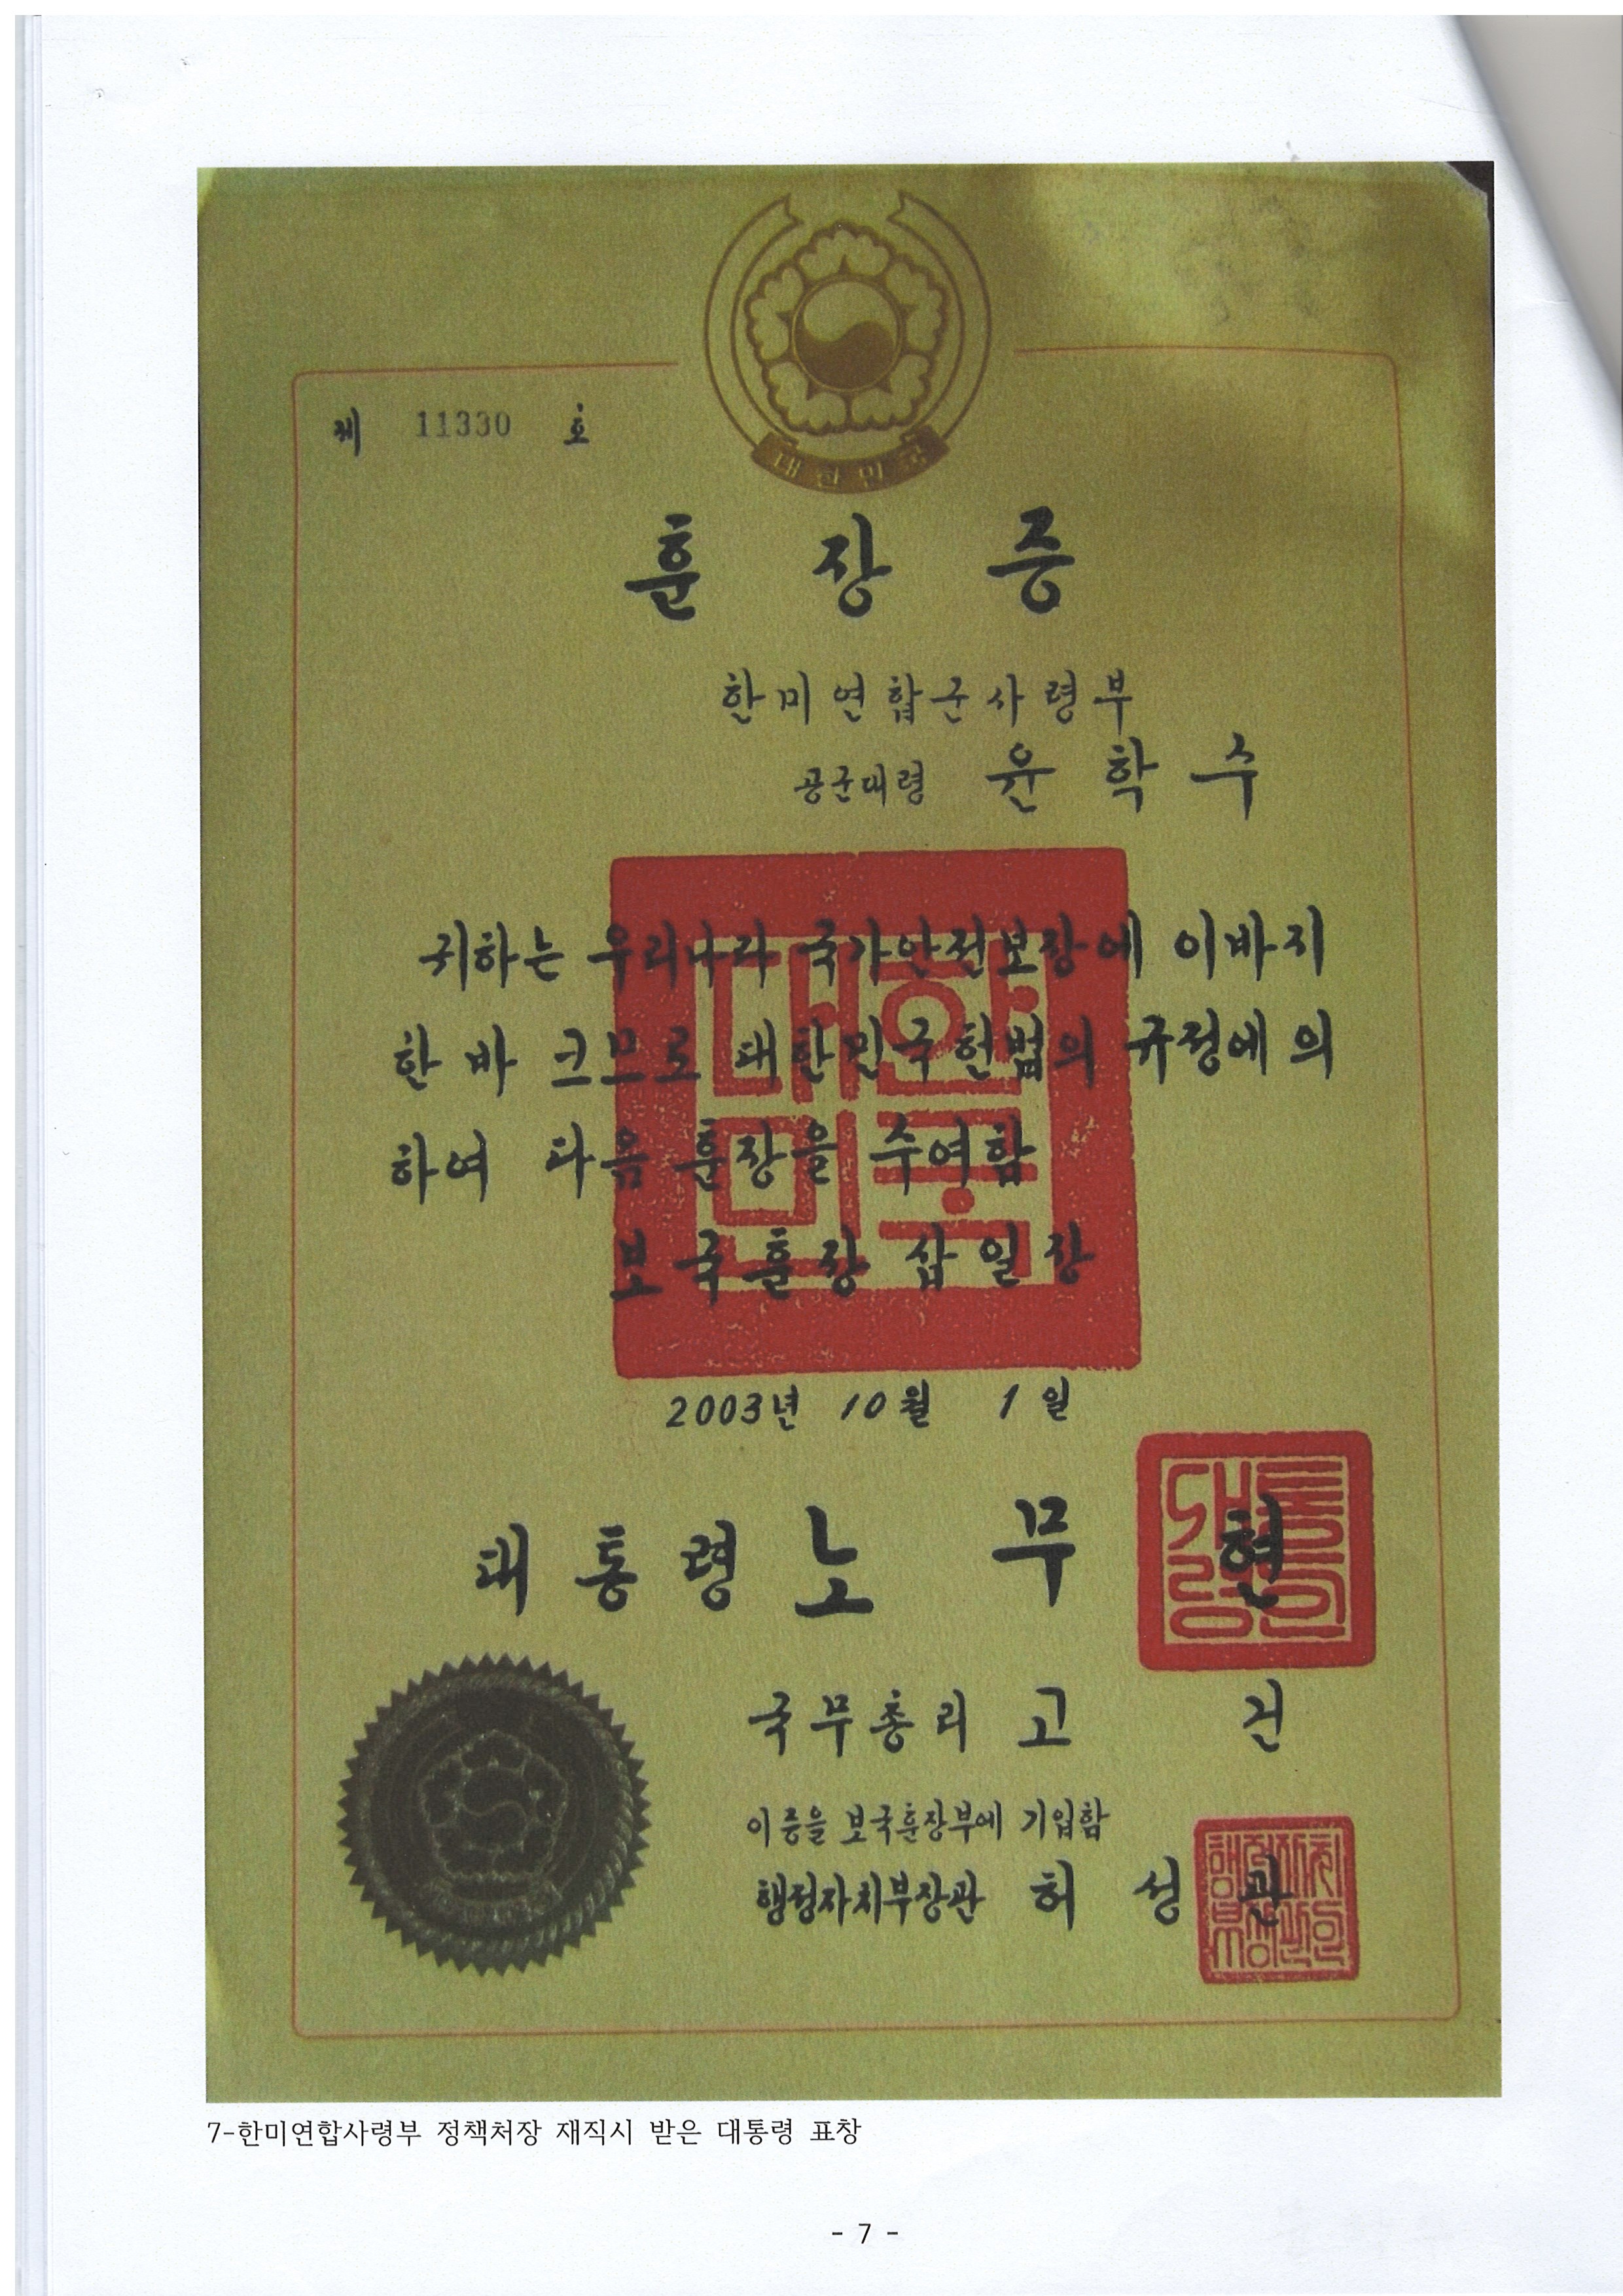 대한민국
제 11330 호
훈장증
한미연합군사령부
공군대령 윤학수
귀하는 우리나라 국가안전보장에 이바지
한 바 크므로 대한민국헌법의 규정에 의
하여 다음 훈장을 수여함
보국훈장 삼일장
2003년 10월 1일
대통령 노무현
국무총리 고건
이 증을 보국훈장부에 기입함
행정자치부장관 허성관
7-한미연합사령부 정책처장 재직시 받은 대통령 표창
- 7 -